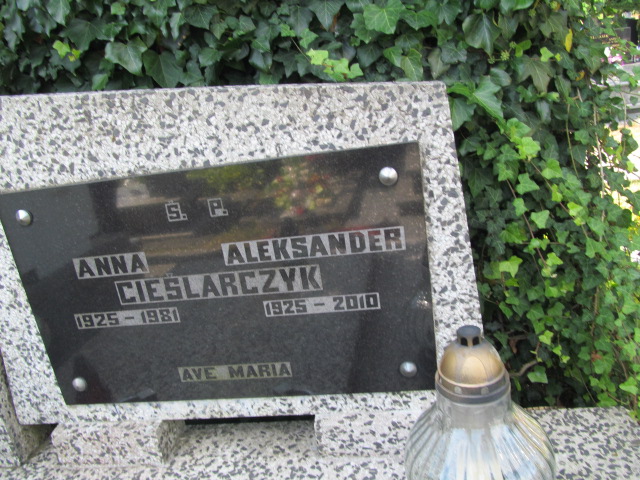 Ś. P.
ANNA ALEKSANDER
CIEŚLARCZYK
1925-1981 1925-2010
AVE MARIA